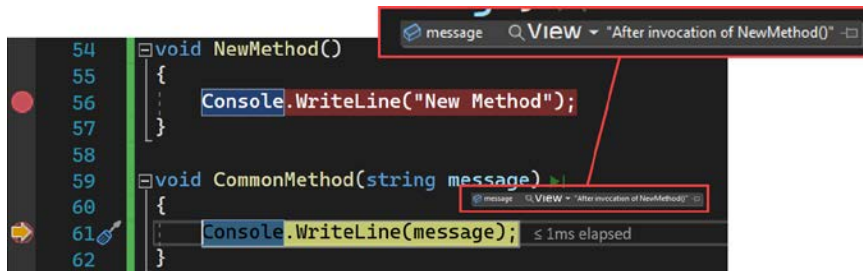 message View "After invocation of NewMethod()"
54 void NewMethod()
55 {
56 Console.WriteLine("New Method");
57 }
58
59 void CommonMethod(string message)
message View "After invocation of NewMethod()"
60 {
61 Console.WriteLine(message); ≤ 1ms elapsed
62 }